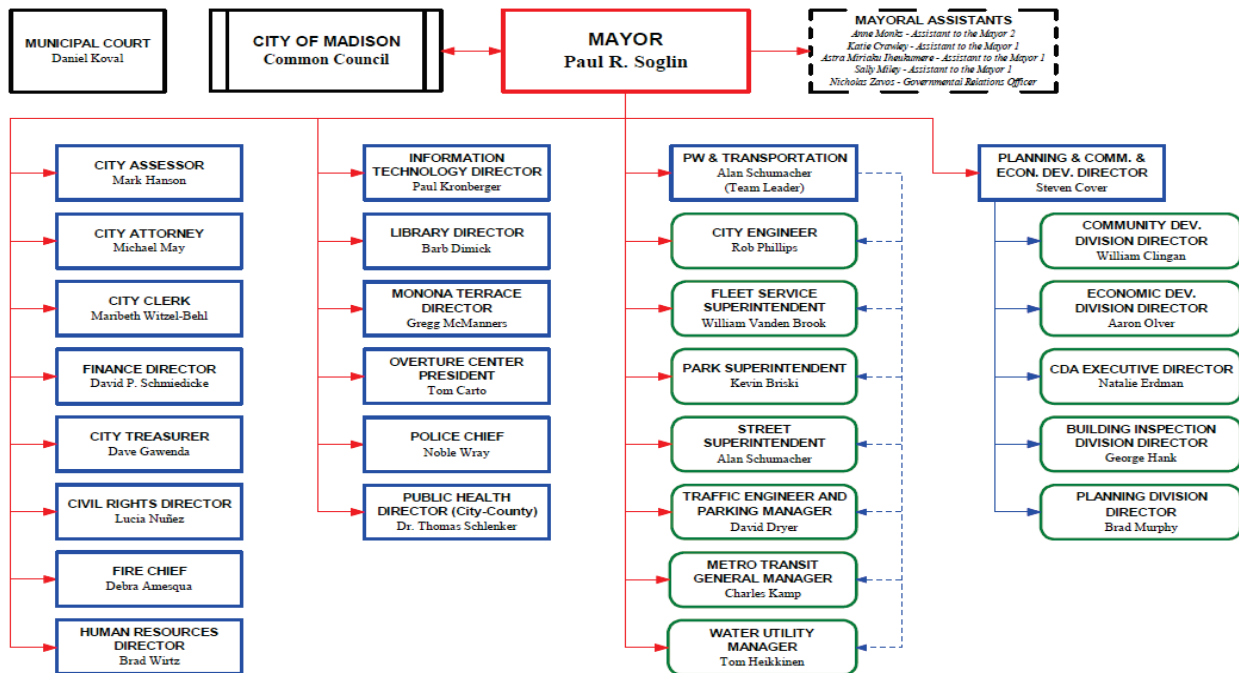 MUNICIPAL COURT
Daniel Koval
CITY OF MADISON
Common Council
MAYOR
Paul R. Soglin
MAYORAL ASSISTANTS
Anne Monks - Assistant to the Mayor 2
Katie Crawley - Assistant to the Mayor 1
Astra Miriaku Iheukumere - Assistant to the Mayor 1
Sally Miley - Assistant to the Mayor 1
Nicholas Zavos - Governmental Relations Officer
CITY ASSESSOR
Mark Hanson
CITY ATTORNEY
Michael May
CITY CLERK
Maribeth Witzel-Behl
FINANCE DIRECTOR
David P. Schmiedicke
CITY TREASURER
Dave Gawenda
CIVIL RIGHTS DIRECTOR
Lucia Nuñez
FIRE CHIEF
Debra Amesqua
HUMAN RESOURCES
DIRECTOR
Brad Wirtz
INFORMATION
TECHNOLOGY DIRECTOR
Paul Kronberger
LIBRARY DIRECTOR
Barb Dimick
MONONA TERRACE
DIRECTOR
Gregg McManners
OVERTURE CENTER
PRESIDENT
Tom Carto
POLICE CHIEF
Noble Wray
PUBLIC HEALTH
DIRECTOR (City-County)
Dr. Thomas Schlenker
PW & TRANSPORTATION
Alan Schumacher
(Team Leader)
CITY ENGINEER
Rob Phillips
FLEET SERVICE
SUPERINTENDENT
William Vanden Brook
PARK SUPERINTENDENT
Kevin Briski
STREET
SUPERINTENDENT
Alan Schumacher
TRAFFIC ENGINEER AND
PARKING MANAGER
David Dryer
METRO TRANSIT
GENERAL MANAGER
Charles Kamp
WATER UTILITY
MANAGER
Tom Heikkinen
PLANNING & COMM. &
ECON. DEV. DIRECTOR
Steven Cover
COMMUNITY DEV.
DIVISION DIRECTOR
William Clingan
ECONOMIC DEV.
DIVISION DIRECTOR
Aaron Olver
CDA EXECUTIVE DIRECTOR
Natalie Erdman
BUILDING INSPECTION
DIVISION DIRECTOR
George Hank
PLANNING DIVISION
DIRECTOR
Brad Murphy